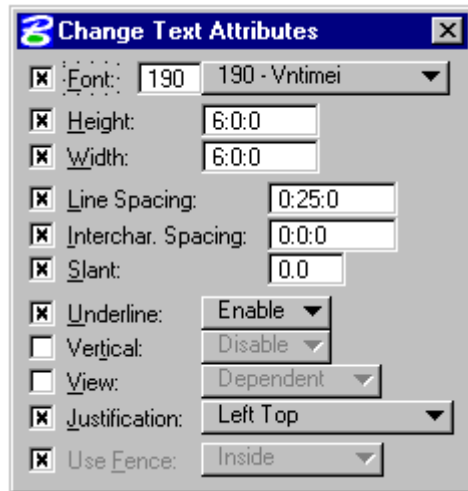 Change Text Attributes
Font: 190 190 - Vntimei
Height: 6:0:0
Width: 6:0:0
Line Spacing: 0:25:0
Interchar. Spacing: 0:0:0
Slant: 0.0
Underline: Enable
Vertical: Disable
View: Dependent
Justification: Left Top
Use Fence: Inside